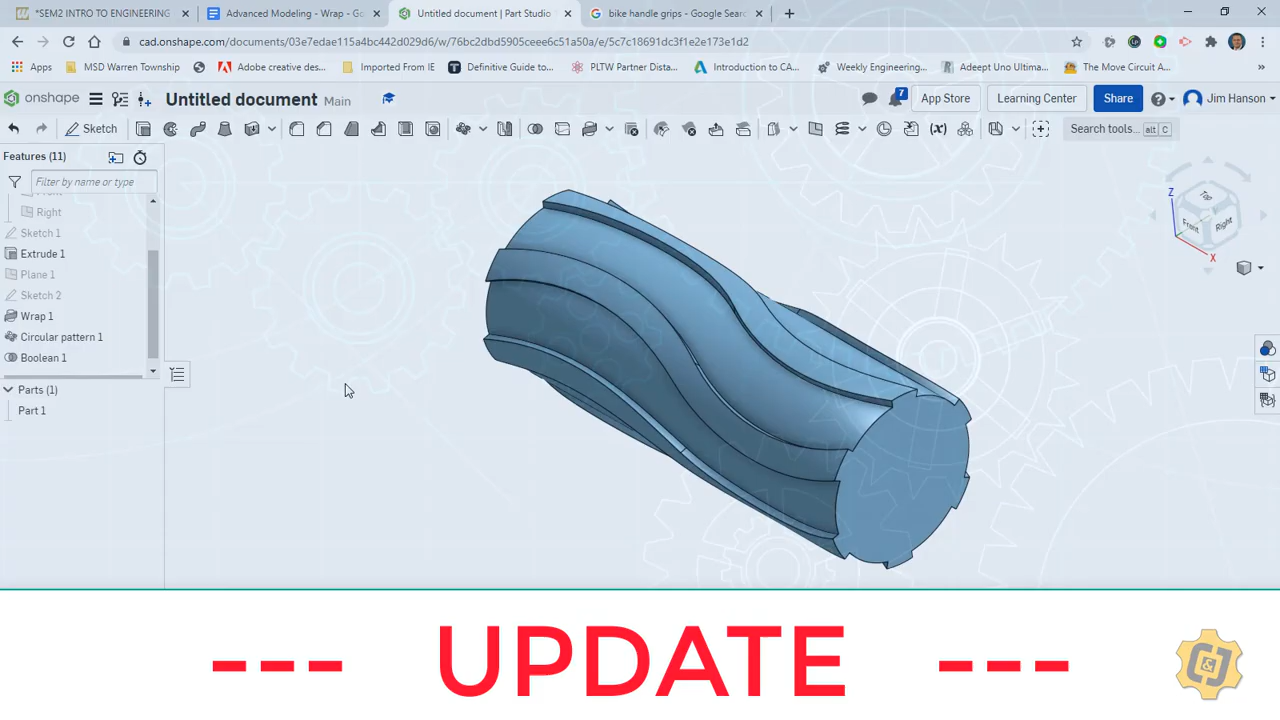 *SEM2 INTRO TO ENGINEERING
Advanced Modeling - Wrap - Go
Untitled document | Part Studio
bike handle grips - Google Searc
cad.onshape.com/documents/03e7edae115a4bc442d029d6/w/76bc2dbd5905cee6c51a50a/e/5c7c18691dc3f1e2e173e1d2
Apps
MSD Warren Township
Adobe creative des...
Imported From IE
Definitive Guide to...
PLTW Partner Dista...
Introduction to CA...
Weekly Engineering...
Adeept Uno Ultima...
The Move Circuit A...
»
onshape
Untitled document Main
7
App Store
Learning Center
Share
Jim Hanson
Sketch
Search tools... alt C
Features (11)
Filter by name or type
Right
Sketch 1
Extrude 1
Plane 1
Sketch 2
Wrap 1
Circular pattern 1
Boolean 1
Parts (1)
Part 1
Z
Front
Right
X
--- UPDATE ---
C&J